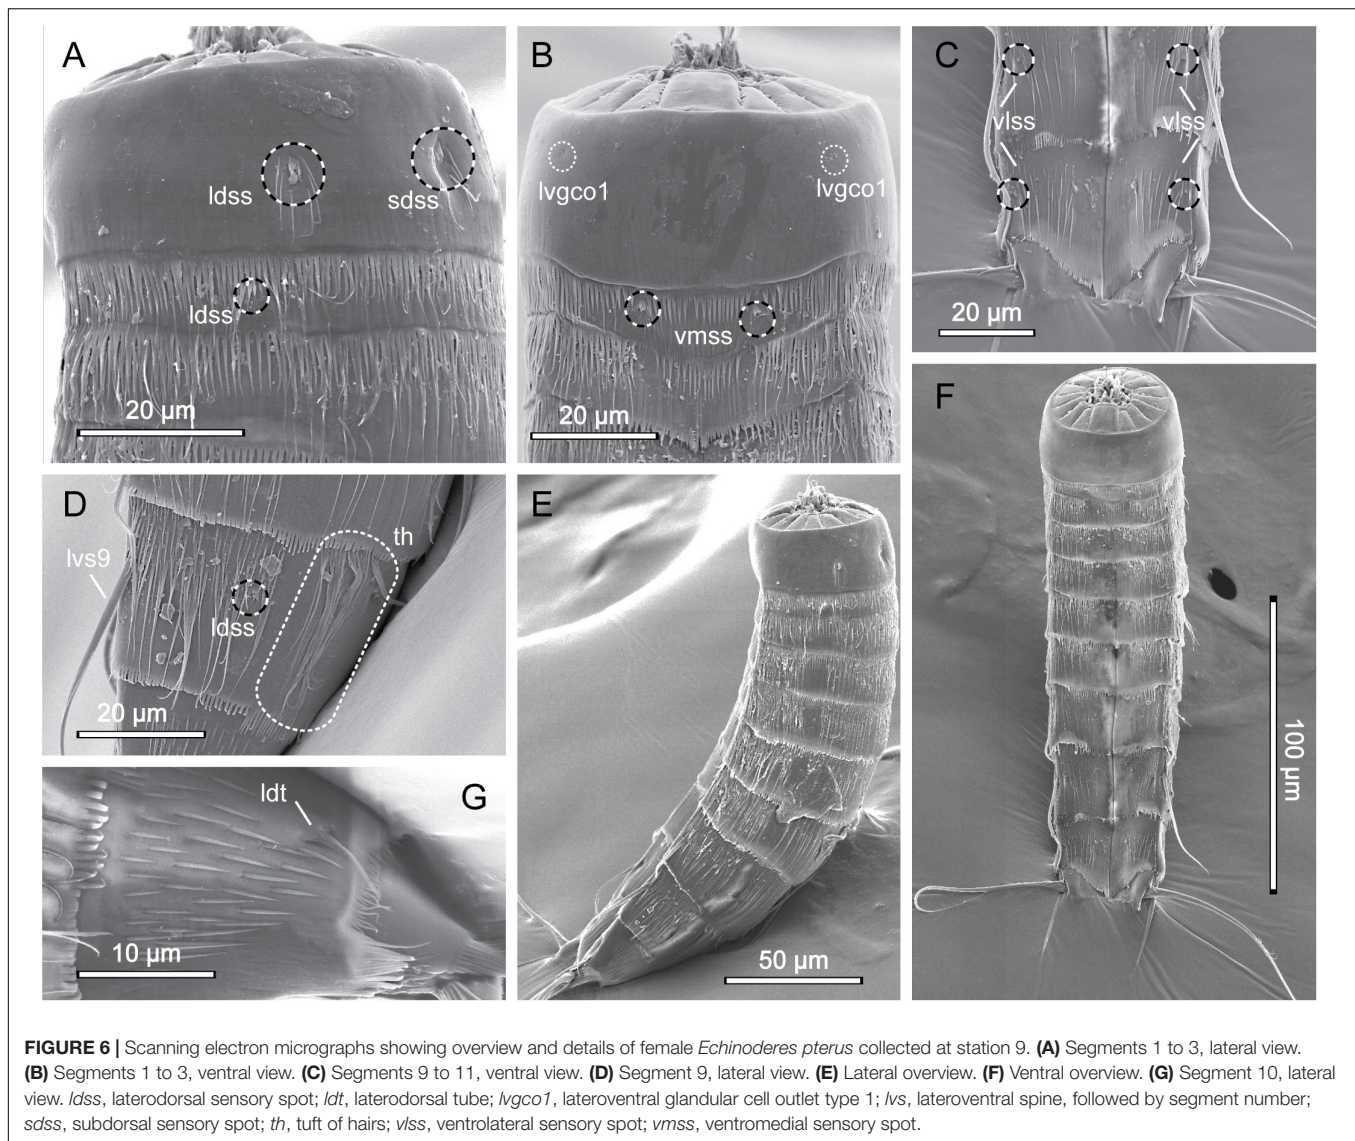 A
ldss
sdss
ldss
20 µm
B
lvgco1
lvgco1
vmss
20 µm
C
vlss
vlss
20 µm
D
th
lvs9
ldss
20 µm
E
50 µm
F
100 µm
G
ldt
10 µm
FIGURE 6 | Scanning electron micrographs showing overview and details of female Echinoderes pterus collected at station 9. (A) Segments 1 to 3, lateral view.
(B) Segments 1 to 3, ventral view. (C) Segments 9 to 11, ventral view. (D) Segment 9, lateral view. (E) Lateral overview. (F) Ventral overview. (G) Segment 10, lateral
view. ldss, laterodorsal sensory spot; ldt, laterodorsal tube; lvgco1, lateroventral glandular cell outlet type 1; lvs, lateroventral spine, followed by segment number;
sdss, subdorsal sensory spot; th, tuft of hairs; vlss, ventrolateral sensory spot; vmss, ventromedial sensory spot.